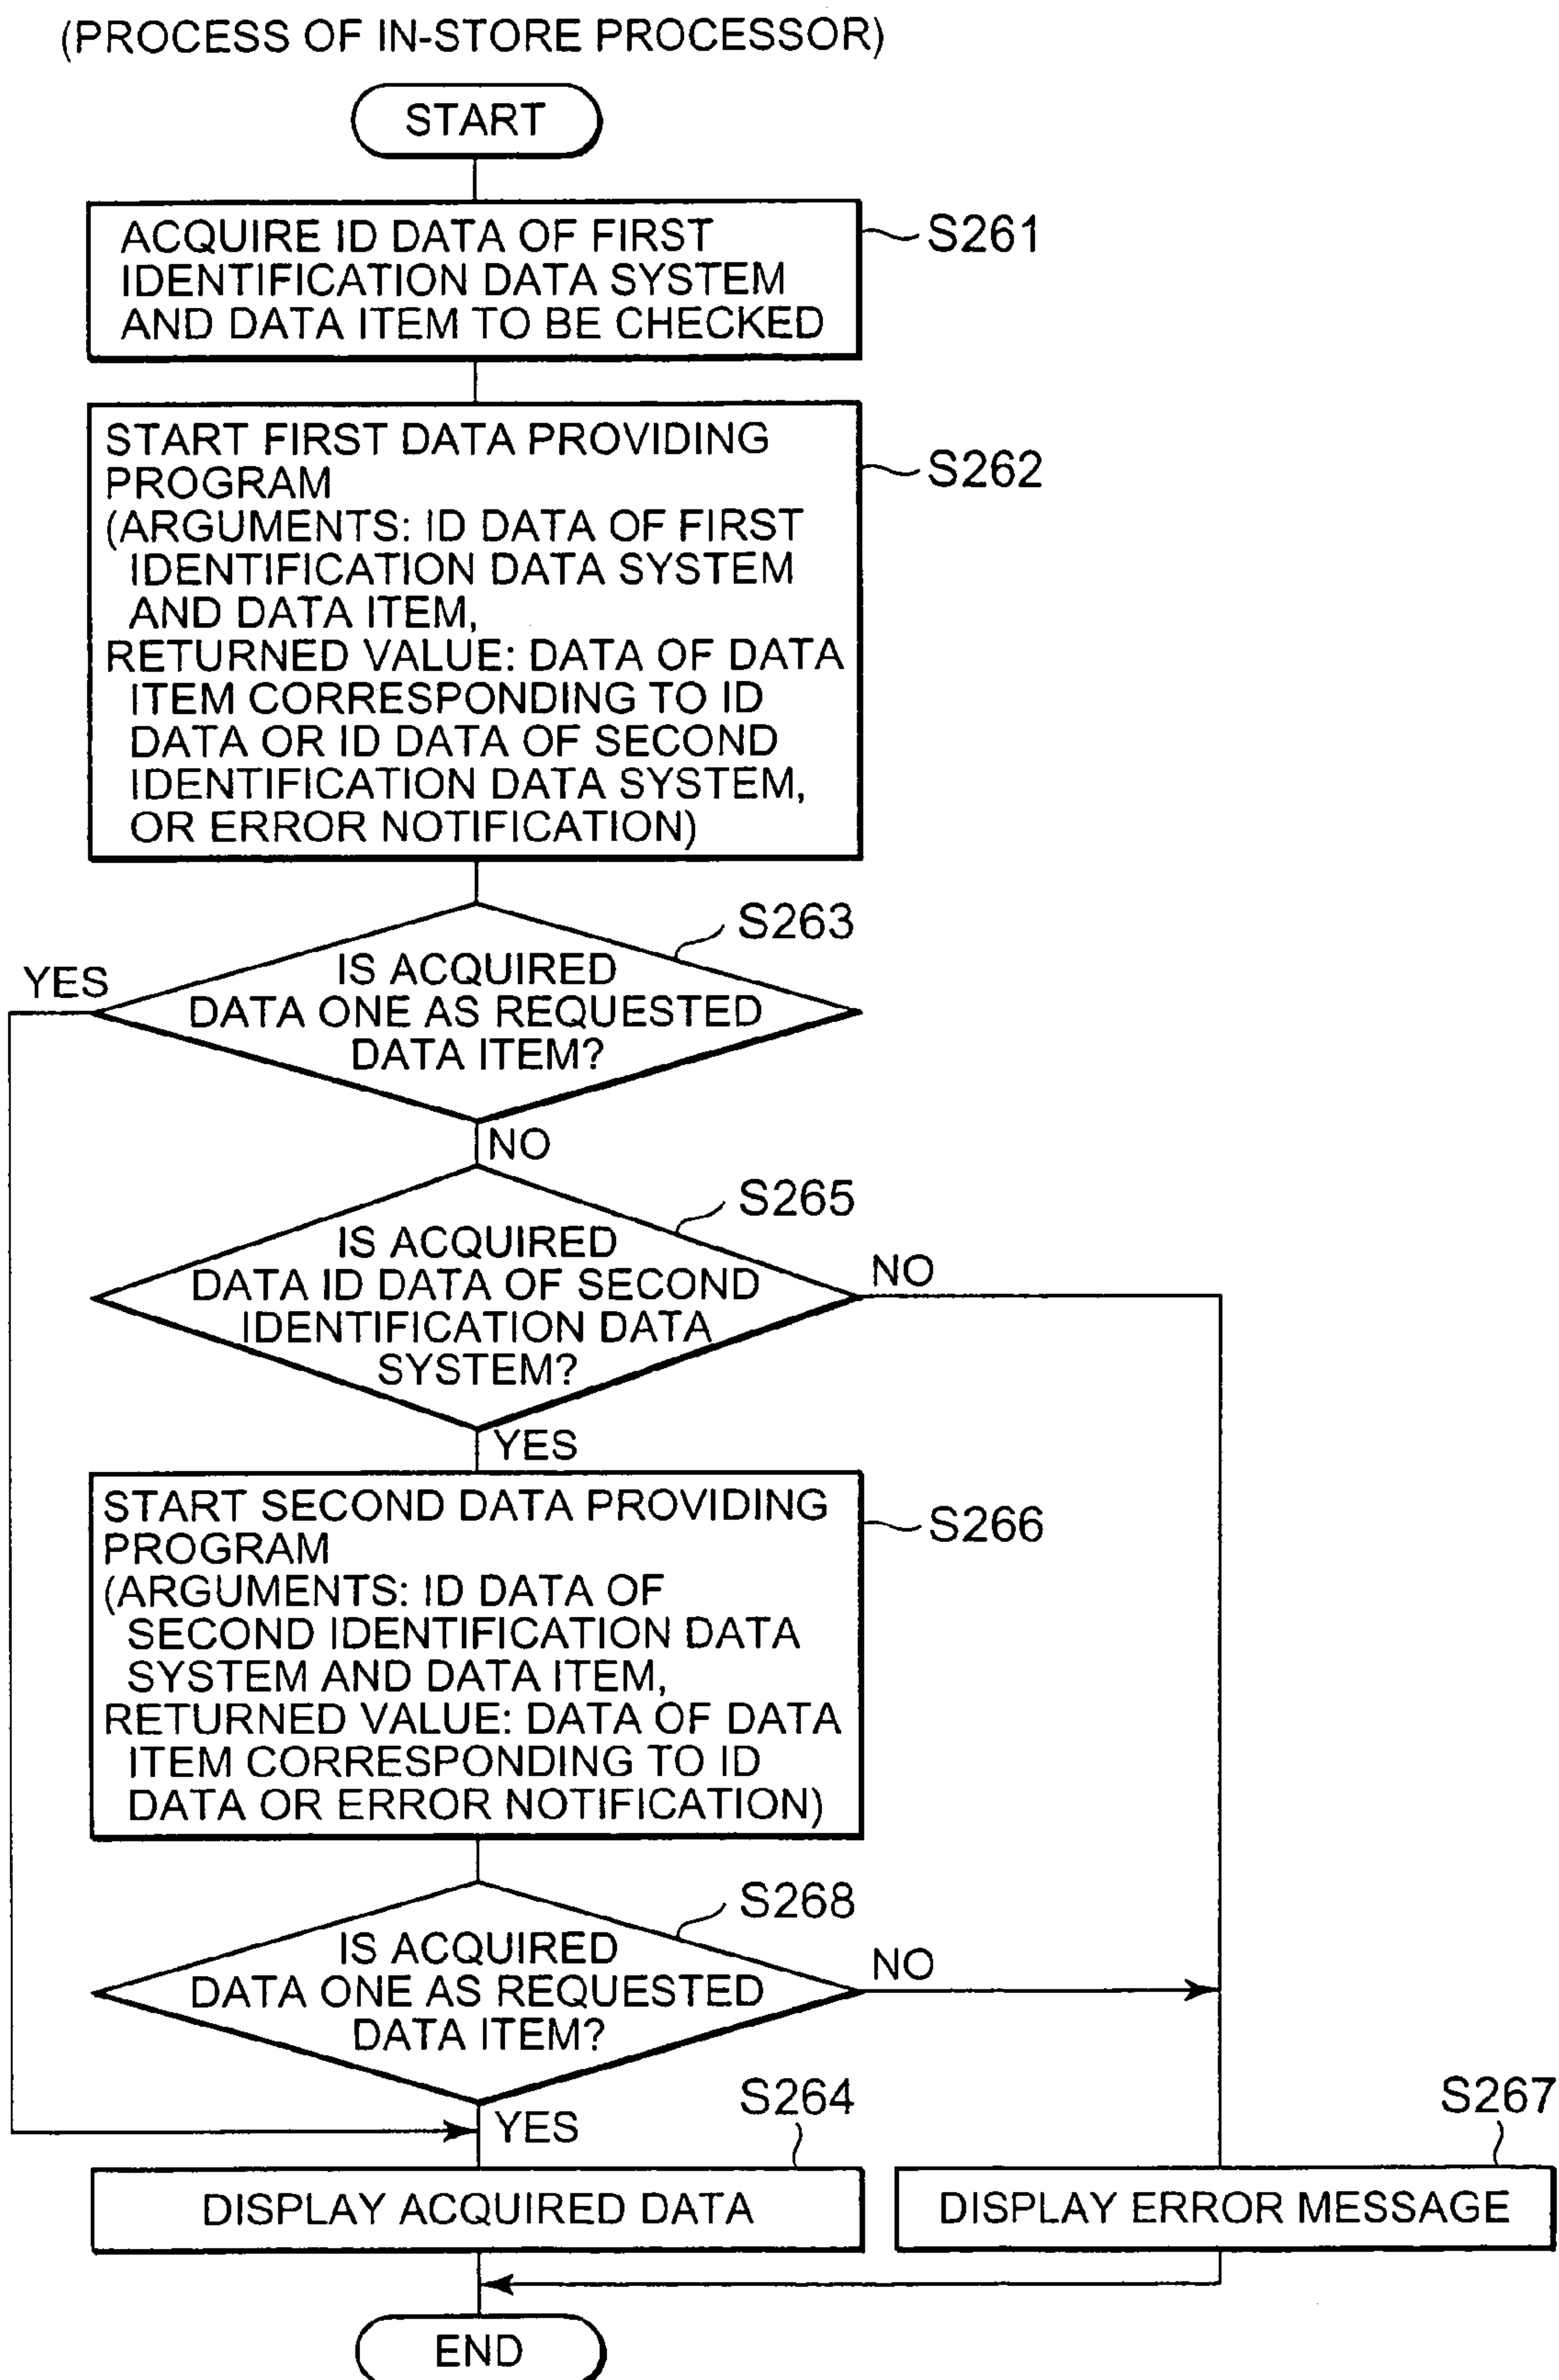 (PROCESS OF IN-STORE PROCESSOR)
START
ACQUIRE ID DATA OF FIRST
IDENTIFICATION DATA SYSTEM
AND DATA ITEM TO BE CHECKED
S261
START FIRST DATA PROVIDING
PROGRAM
(ARGUMENTS: ID DATA OF FIRST
IDENTIFICATION DATA SYSTEM
AND DATA ITEM,
RETURNED VALUE: DATA OF DATA
ITEM CORRESPONDING TO ID
DATA OR ID DATA OF SECOND
IDENTIFICATION DATA SYSTEM,
OR ERROR NOTIFICATION)
S262
S263
YES
IS ACQUIRED
DATA ONE AS REQUESTED
DATA ITEM?
NO
S265
IS ACQUIRED
DATA ID DATA OF SECOND
IDENTIFICATION DATA
SYSTEM?
NO
YES
START SECOND DATA PROVIDING
PROGRAM
(ARGUMENTS: ID DATA OF
SECOND IDENTIFICATION DATA
SYSTEM AND DATA ITEM,
RETURNED VALUE: DATA OF DATA
ITEM CORRESPONDING TO ID
DATA OR ERROR NOTIFICATION)
S266
S268
IS ACQUIRED
DATA ONE AS REQUESTED
DATA ITEM?
NO
YES
S264
S267
DISPLAY ACQUIRED DATA
DISPLAY ERROR MESSAGE
END